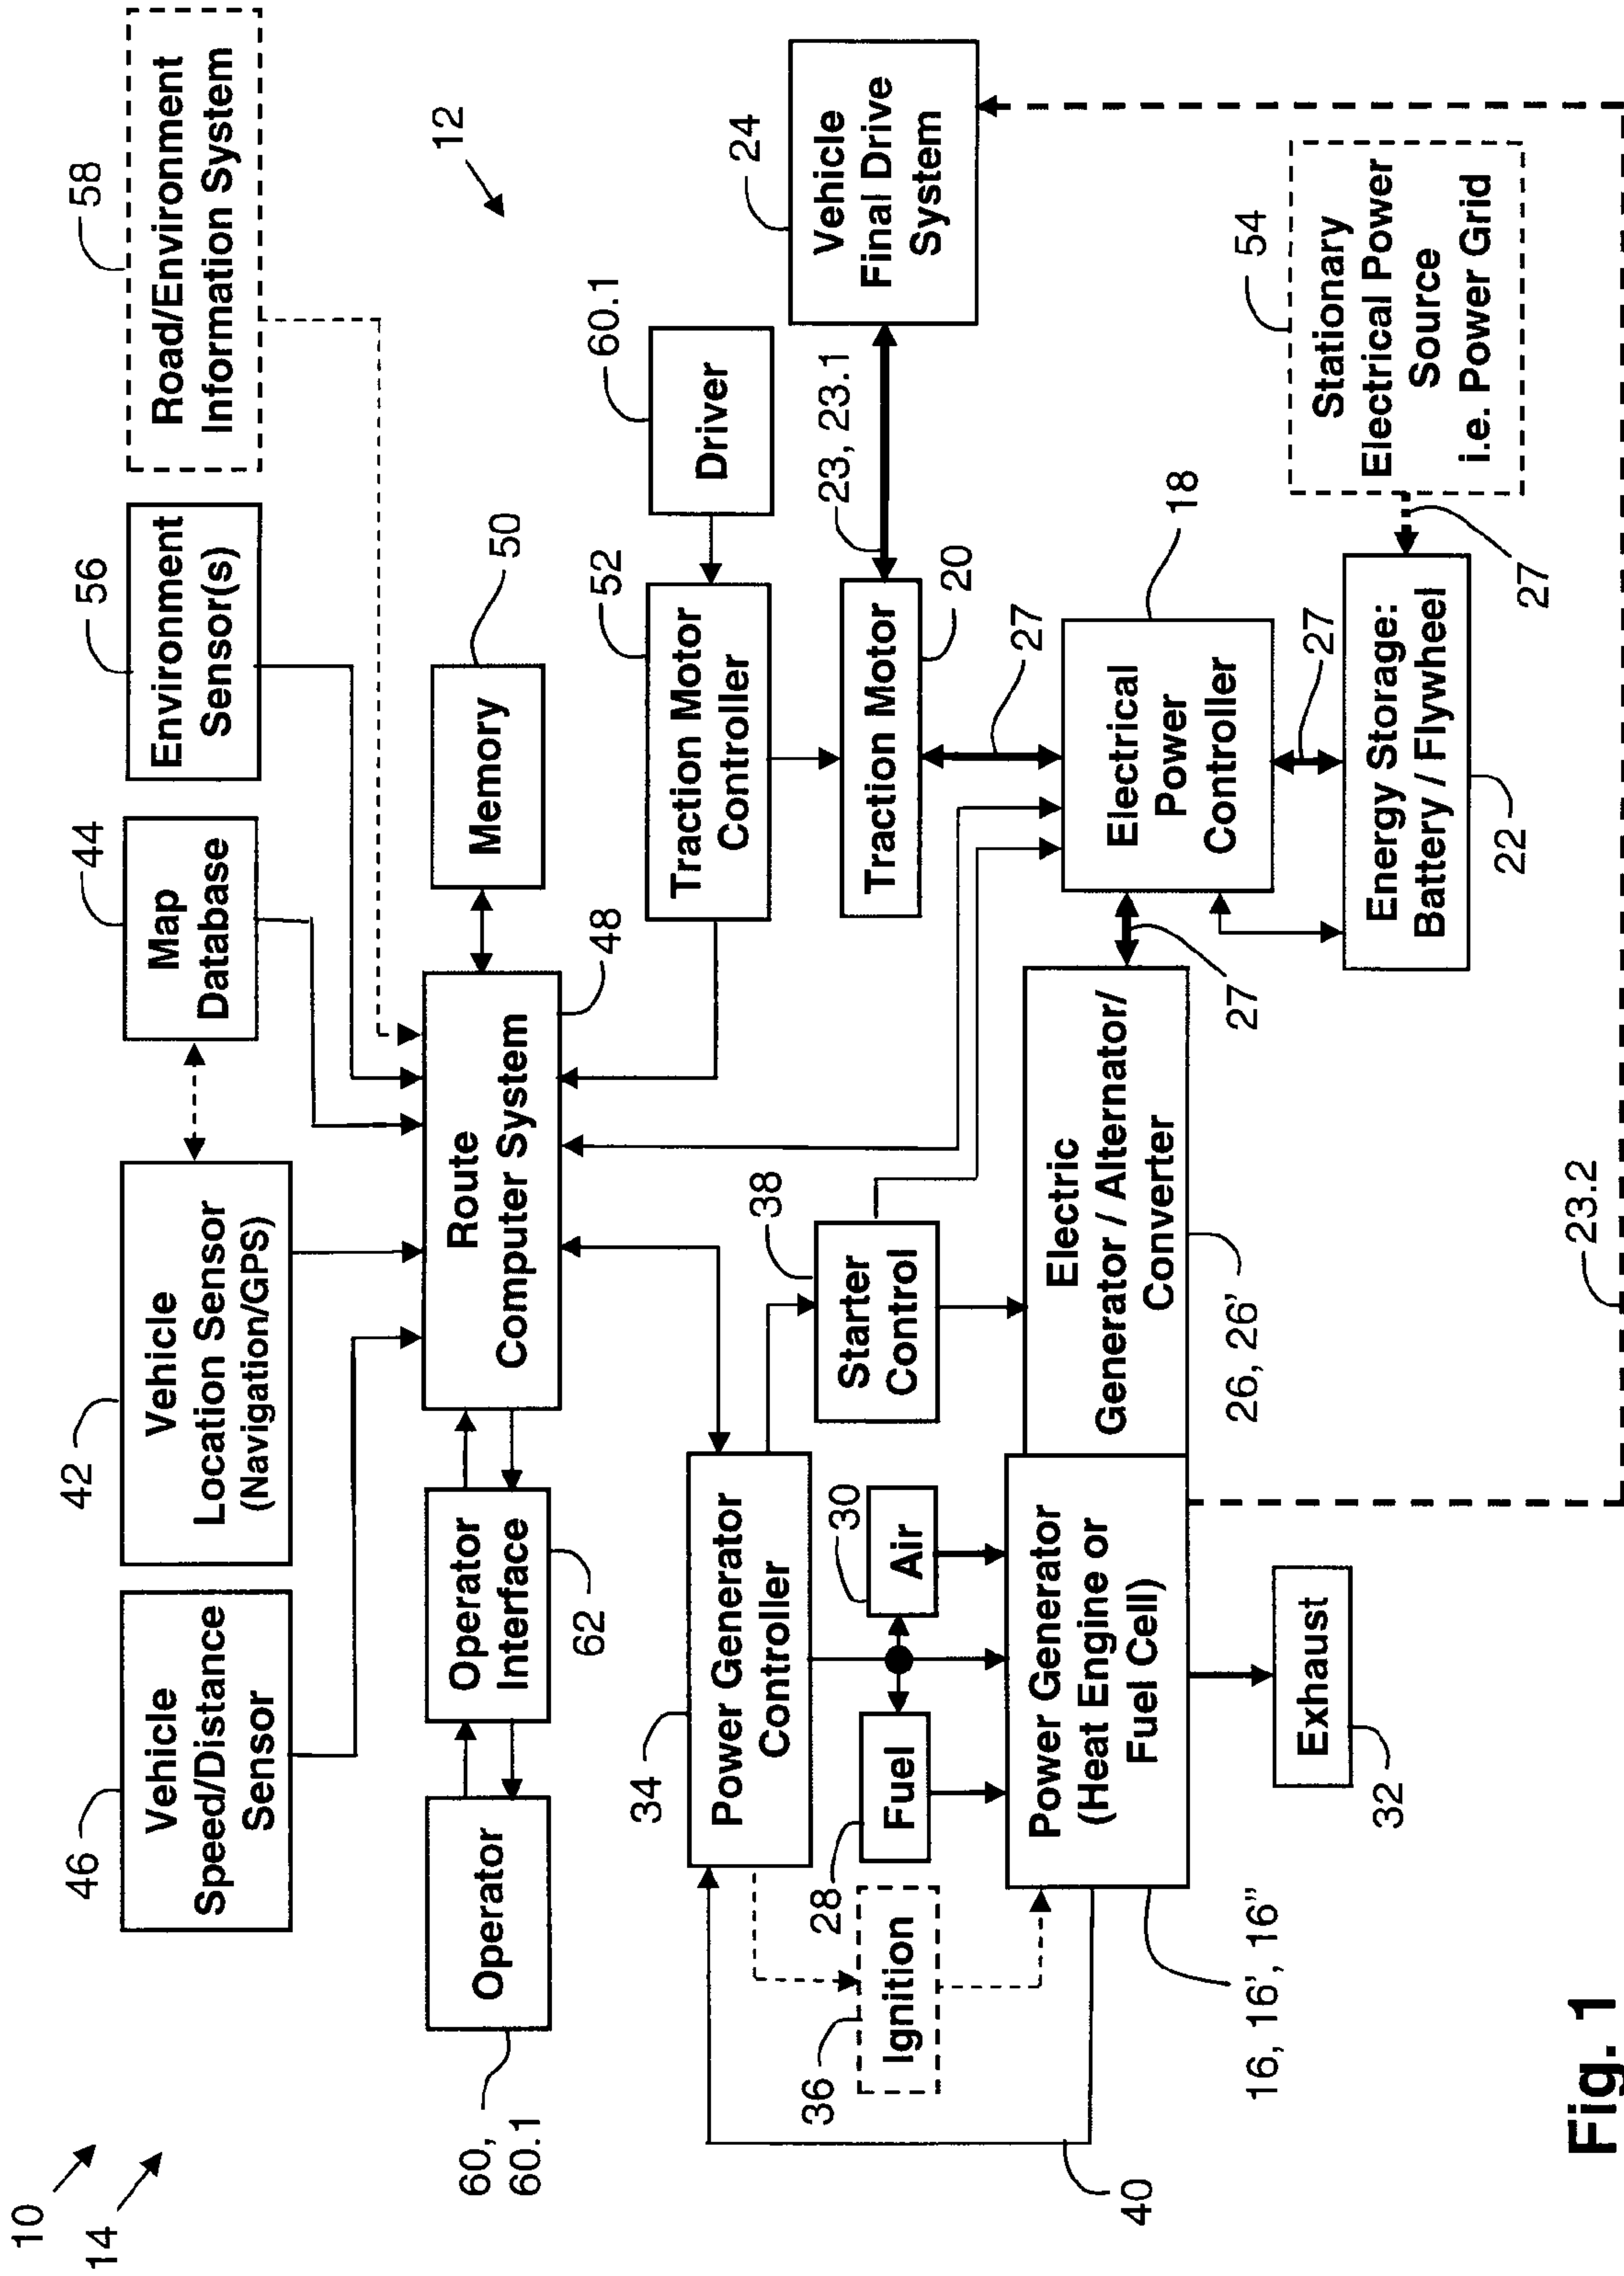 10
14
46
Vehicle
Speed/Distance
Sensor
42
Vehicle
Location Sensor
(Navigation/GPS)
44
Map
Database
56
Environment
Sensor(s)
58
Road/Environment
Information System
12
60,
60.1
Operator
Operator
Interface
62
Route
Computer System
48
Memory
50
34
Power Generator
Controller
38
Starter
Control
52
Traction Motor
Controller
60.1
Driver
24
Vehicle
Final Drive
System
36
Ignition
28
Fuel
30
Air
Traction Motor
20
23, 23.1
27
40
16, 16’, 16”
Power Generator
(Heat Engine or
Fuel Cell)
Electric
Generator / Alternator/
Converter
26, 26’
27
Electrical
Power
Controller
18
27
32
Exhaust
Energy Storage:
Battery / Flywheel
22
27
54
Stationary
Electrical Power
Source
i.e. Power Grid
23.2
Fig. 1